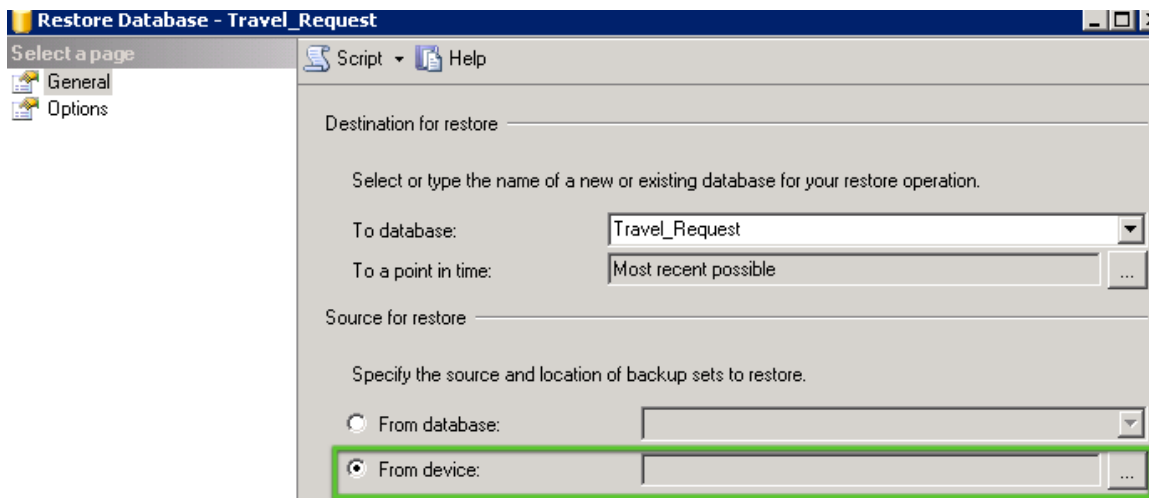 Restore Database - Travel_Request
Select a page
General
Options
Script
Help
Destination for restore
Select or type the name of a new or existing database for your restore operation.
To database:
Travel_Request
To a point in time:
Most recent possible
...
Source for restore
Specify the source and location of backup sets to restore.
From database:
From device:
...